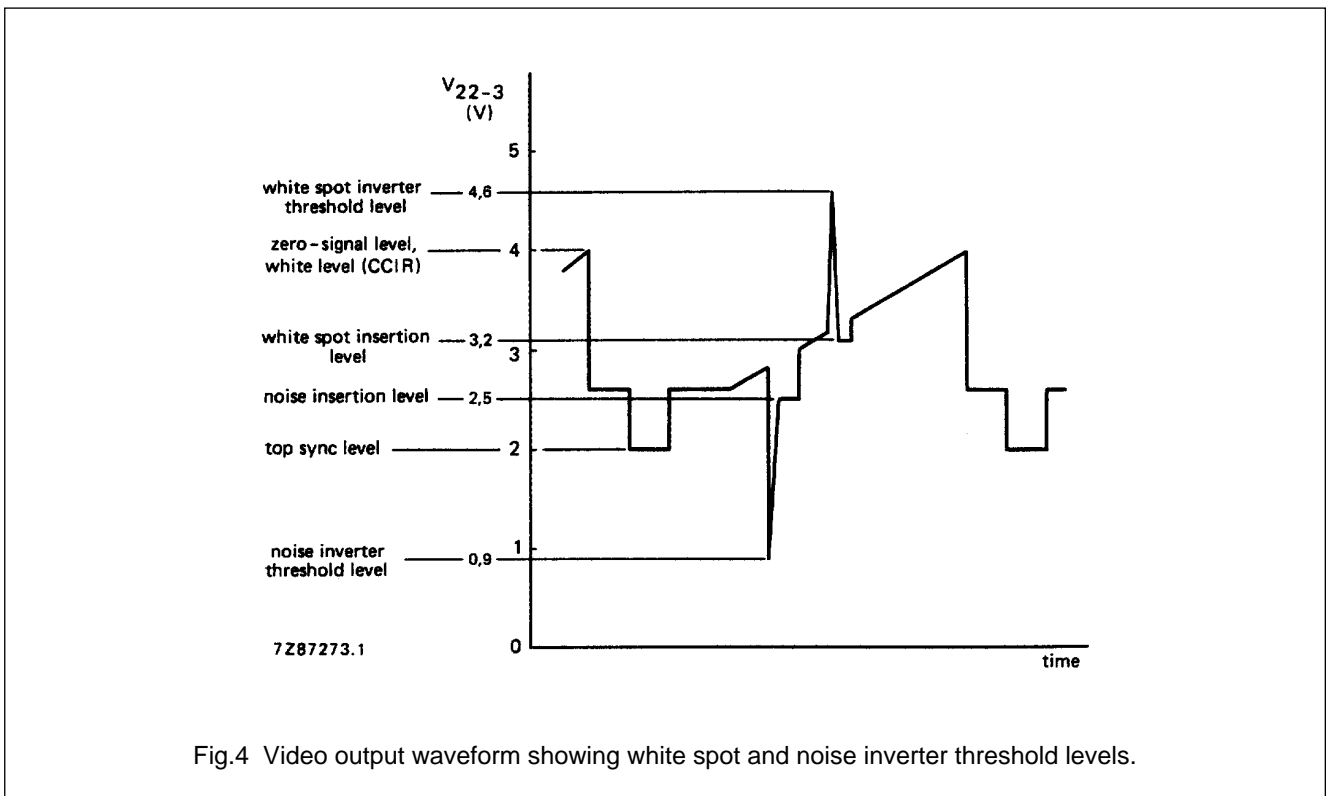 V22-3
(V)
5
white spot inverter
threshold level
4,6
zero-signal level,
white level (CCIR)
4
white spot insertion
level
3,2
3
noise insertion level
2,5
top sync level
2
noise inverter
threshold level
1
0,9
0
7Z87273.1
time
Fig.4 Video output waveform showing white spot and noise inverter threshold levels.